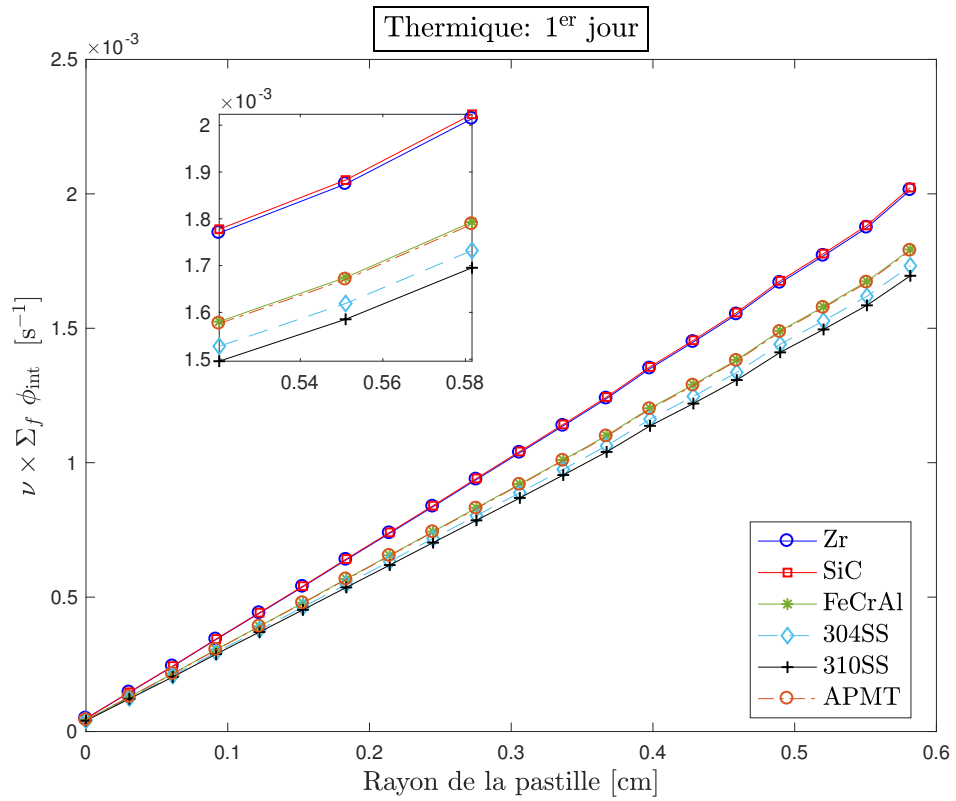 Thermique: 1er jour
×10-3
2.5
2
1.5
1
0.5
0
0 0.1 0.2 0.3 0.4 0.5 0.6
ν × Σf ϕint [s−1]
Rayon de la pastille [cm]
×10-3
2
1.9
1.8
1.7
1.6
1.5
0.54 0.56 0.58
Zr
SiC
FeCrAl
304SS
310SS
APMT